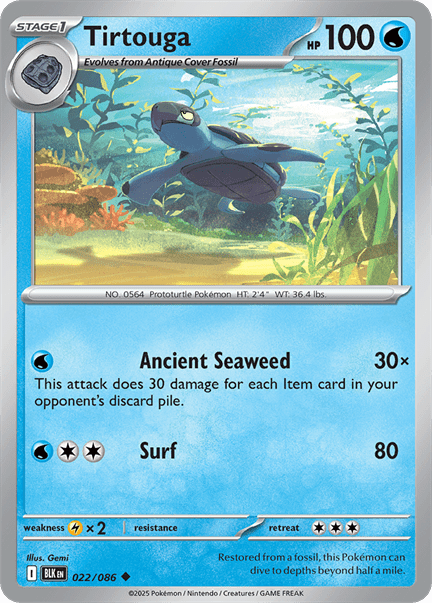 STAGE1
Tirtouga
HP 100
Evolves from Antique Cover Fossil
NO. 0564 Prototurtle Pokémon HT: 2'4" WT: 36.4 lbs.
Ancient Seaweed 30×
This attack does 30 damage for each Item card in your
opponent's discard pile.
Surf 80
weakness ×2 resistance retreat
Illus. Gemi
I BLK EN 022/086
Restored from a fossil, this Pokémon can
dive to depths beyond half a mile.
©2025 Pokémon / Nintendo / Creatures / GAME FREAK